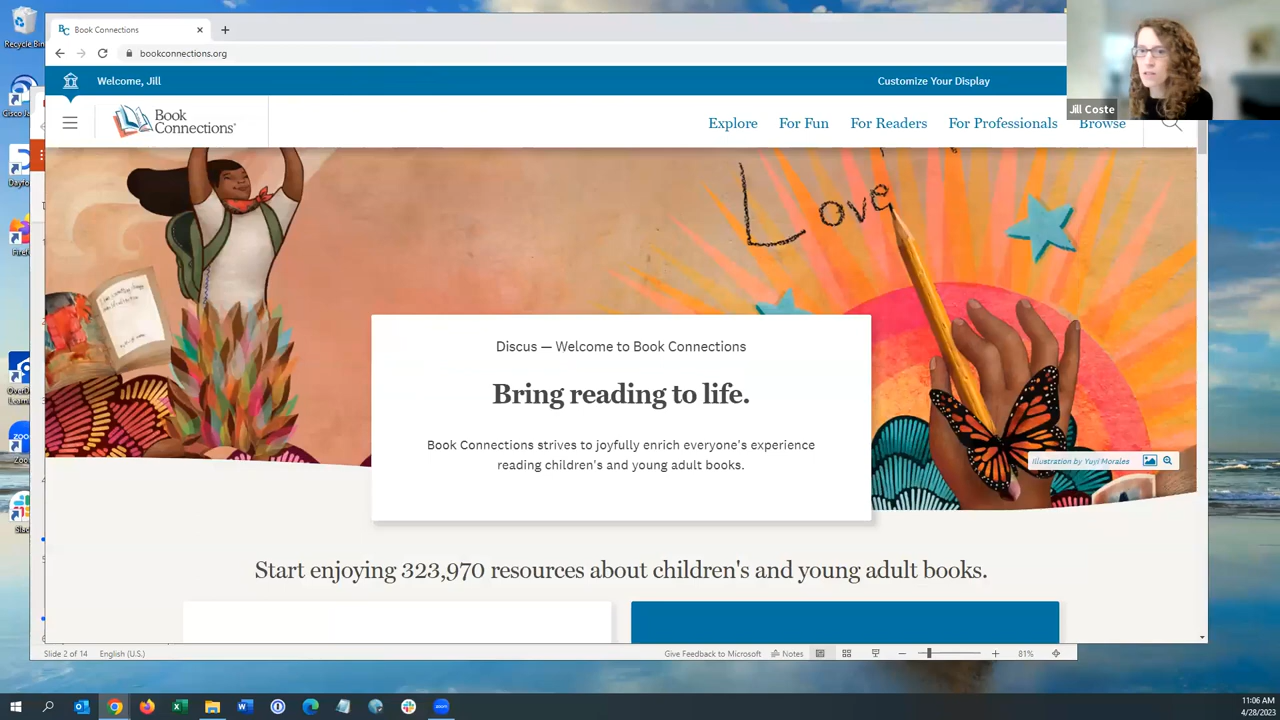 Recycle Bin
Book Connections
bookconnections.org
Welcome, Jill
Customize Your Display
Jill Coste
Book
Connections
Explore
For Fun
For Readers
For Professionals
Browse
Love
Discus — Welcome to Book Connections
Bring reading to life.
Book Connections strives to joyfully enrich everyone's experience
reading children's and young adult books.
Illustration by Yuyi Morales
Start enjoying 323,970 resources about children's and young adult books.
Slide 2 of 14
English (U.S.)
Give Feedback to Microsoft
Notes
81%
11:06 AM
4/28/2023